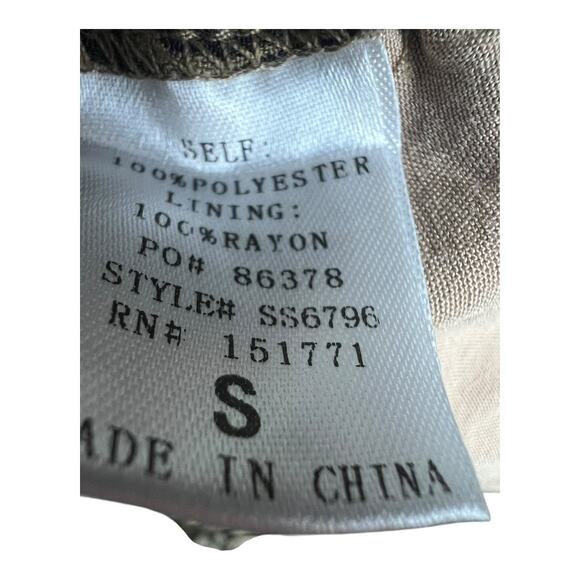 SELF:
100%POLYESTER
LINING:
100%RAYON
PO# 86378
STYLE# SS6796
RN# 151771
S
ADE IN CHINA